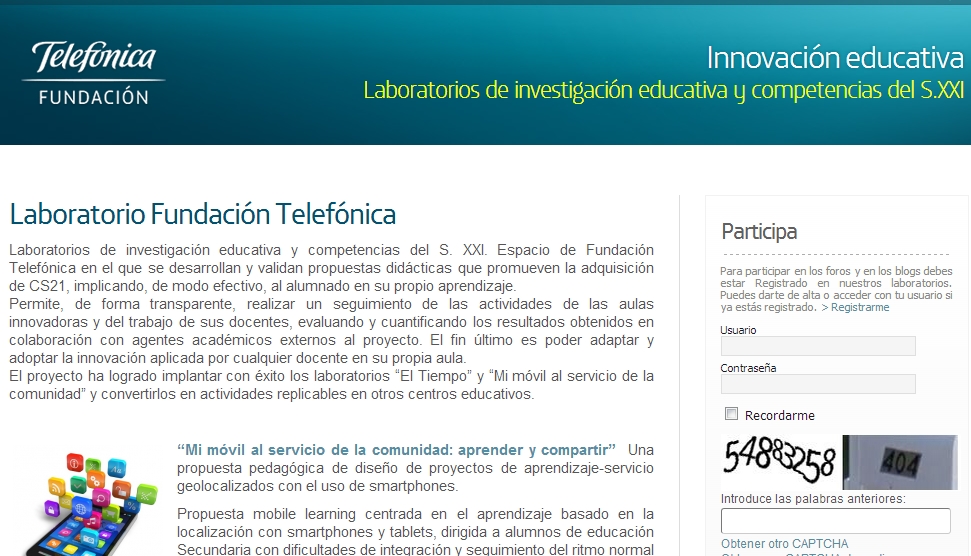 Telefónica
FUNDACIÓN
Innovación educativa
Laboratorios de investigación educativa y competencias del S.XXI
Laboratorio Fundación Telefónica
Laboratorios de investigación educativa y competencias del S. XXI. Espacio de Fundación
Telefónica en el que se desarrollan y validan propuestas didácticas que promueven la adquisición
de CS21, implicando, de modo efectivo, al alumnado en su propio aprendizaje.
Permite, de forma transparente, realizar un seguimiento de las actividades de las aulas
innovadoras y del trabajo de sus docentes, evaluando y cuantificando los resultados obtenidos en
colaboración con agentes académicos externos al proyecto. El fin último es poder adaptar y
adoptar la innovación aplicada por cualquier docente en su propia aula.
El proyecto ha logrado implantar con éxito los laboratorios “El Tiempo” y “Mi móvil al servicio de la
comunidad” y convertirlos en actividades replicables en otros centros educativos.
“Mi móvil al servicio de la comunidad: aprender y compartir” Una
propuesta pedagógica de diseño de proyectos de aprendizaje-servicio
geolocalizados con el uso de smartphones.
Propuesta mobile learning centrada en el aprendizaje basado en la
localización con smartphones y tablets, dirigida a alumnos de educación
Secundaria con dificultades de integración y seguimiento del ritmo normal
Participa
Para participar en los foros y en los blogs debes
estar Registrado en nuestros laboratorios.
Puedes darte de alta o acceder con tu usuario si
ya estás registrado. > Registrarme
Usuario
Contraseña
Recordarme
54883258
404
Introduce las palabras anteriores:
Obtener otro CAPTCHA